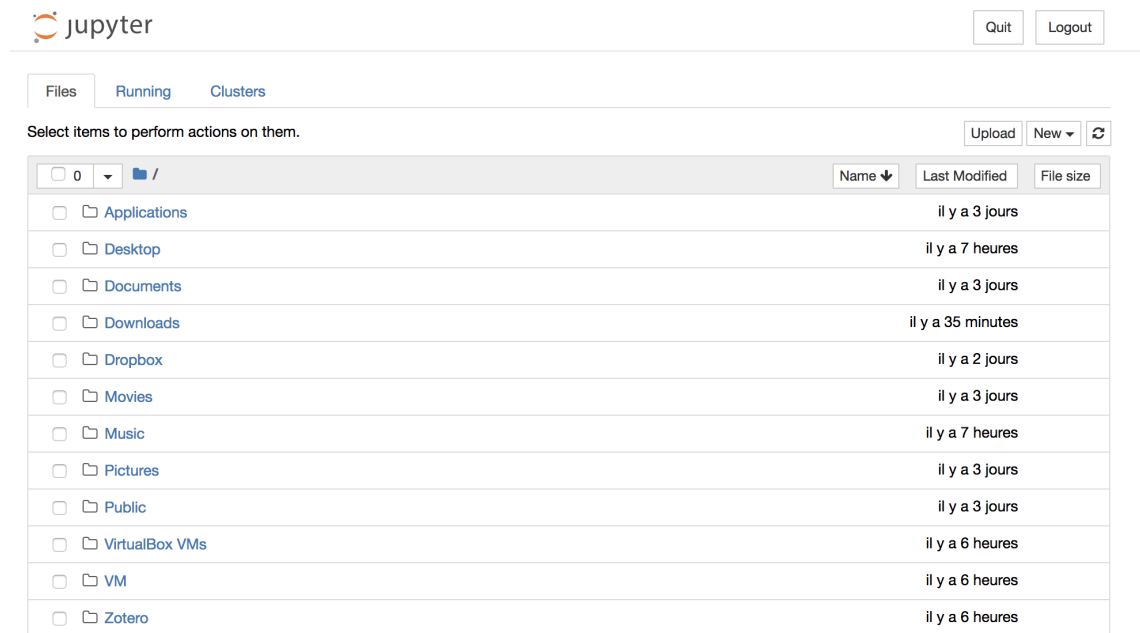 jupyter Quit Logout
Files Running Clusters
Select items to perform actions on them. Upload New
0 / Name Last Modified File size
Applications il y a 3 jours
Desktop il y a 7 heures
Documents il y a 3 jours
Downloads il y a 35 minutes
Dropbox il y a 2 jours
Movies il y a 3 jours
Music il y a 7 heures
Pictures il y a 3 jours
Public il y a 3 jours
VirtualBox VMs il y a 6 heures
VM il y a 6 heures
Zotero il y a 6 heures